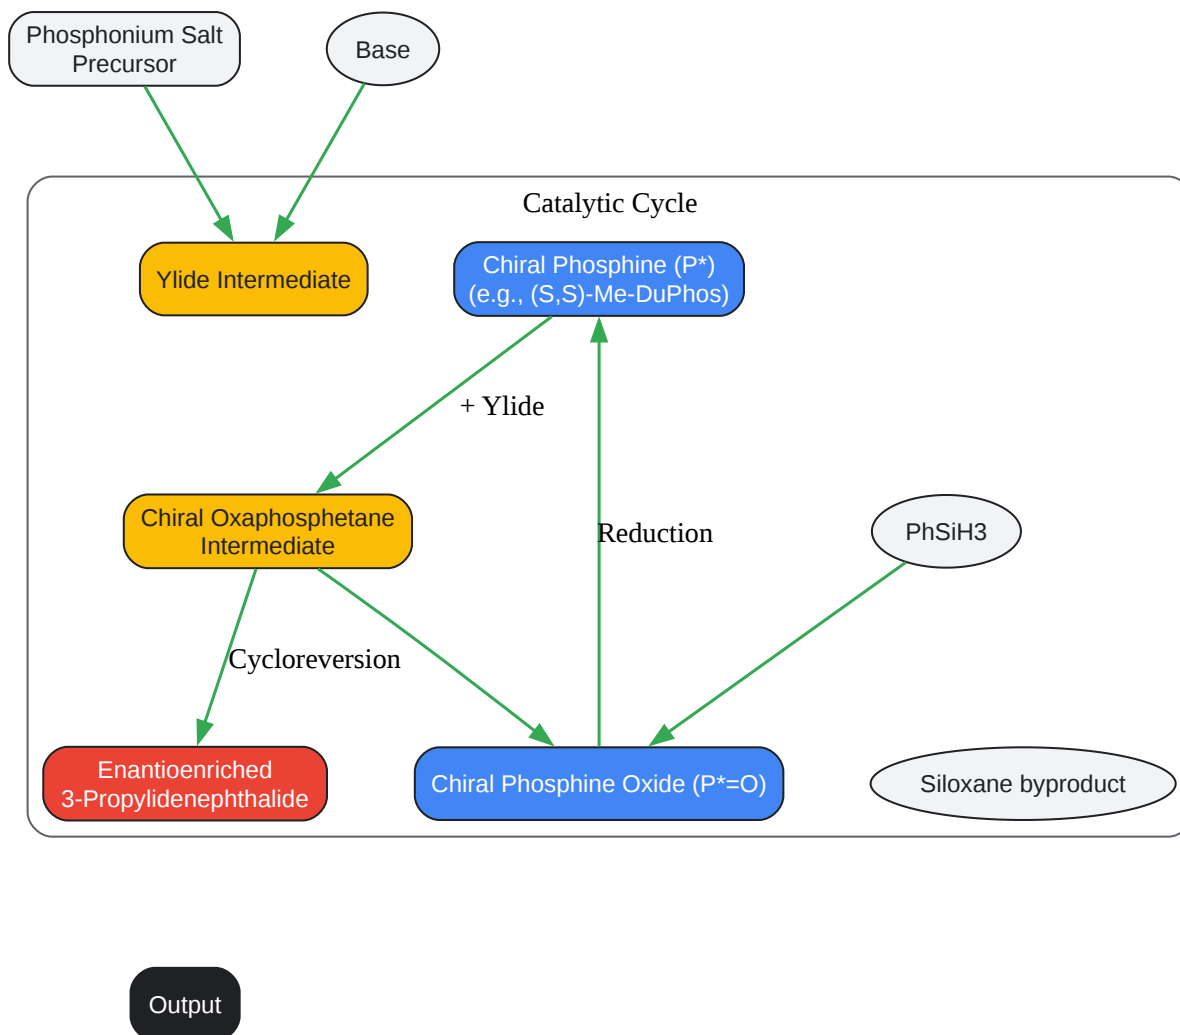 Phosphonium Salt
Precursor
Base
Catalytic Cycle
Ylide Intermediate
Chiral Phosphine (P*)
(e.g., (S,S)-Me-DuPhos)
+ Ylide
Chiral Oxaphosphetane
Intermediate
Reduction
PhSiH3
Cycloreversion
Enantioenriched
3-Propylidenephthalide
Chiral Phosphine Oxide (P*=O)
Siloxane byproduct
Output